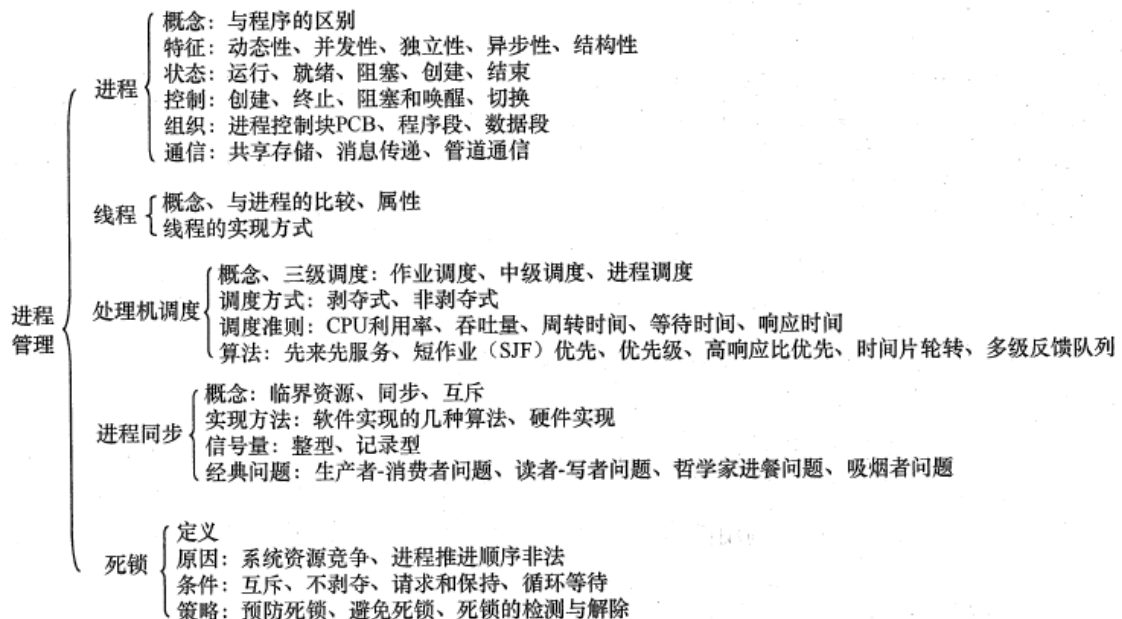 进程管理
进程
概念：与程序的区别
特征：动态性、并发性、独立性、异步性、结构性
状态：运行、就绪、阻塞、创建、结束
控制：创建、终止、阻塞和唤醒、切换
组织：进程控制块PCB、程序段、数据段
通信：共享存储、消息传递、管道通信
线程
概念、与进程的比较、属性
线程的实现方式
处理机调度
概念、三级调度：作业调度、中级调度、进程调度
调度方式：剥夺式、非剥夺式
调度准则：CPU利用率、吞吐量、周转时间、等待时间、响应时间
算法：先来先服务、短作业（SJF）优先、优先级、高响应比优先、时间片轮转、多级反馈队列
进程同步
概念：临界资源、同步、互斥
实现方法：软件实现的几种算法、硬件实现
信号量：整型、记录型
经典问题：生产者-消费者问题、读者-写者问题、哲学家进餐问题、吸烟者问题
死锁
定义
原因：系统资源竞争、进程推进顺序非法
条件：互斥、不剥夺、请求和保持、循环等待
策略：预防死锁、避免死锁、死锁的检测与解除